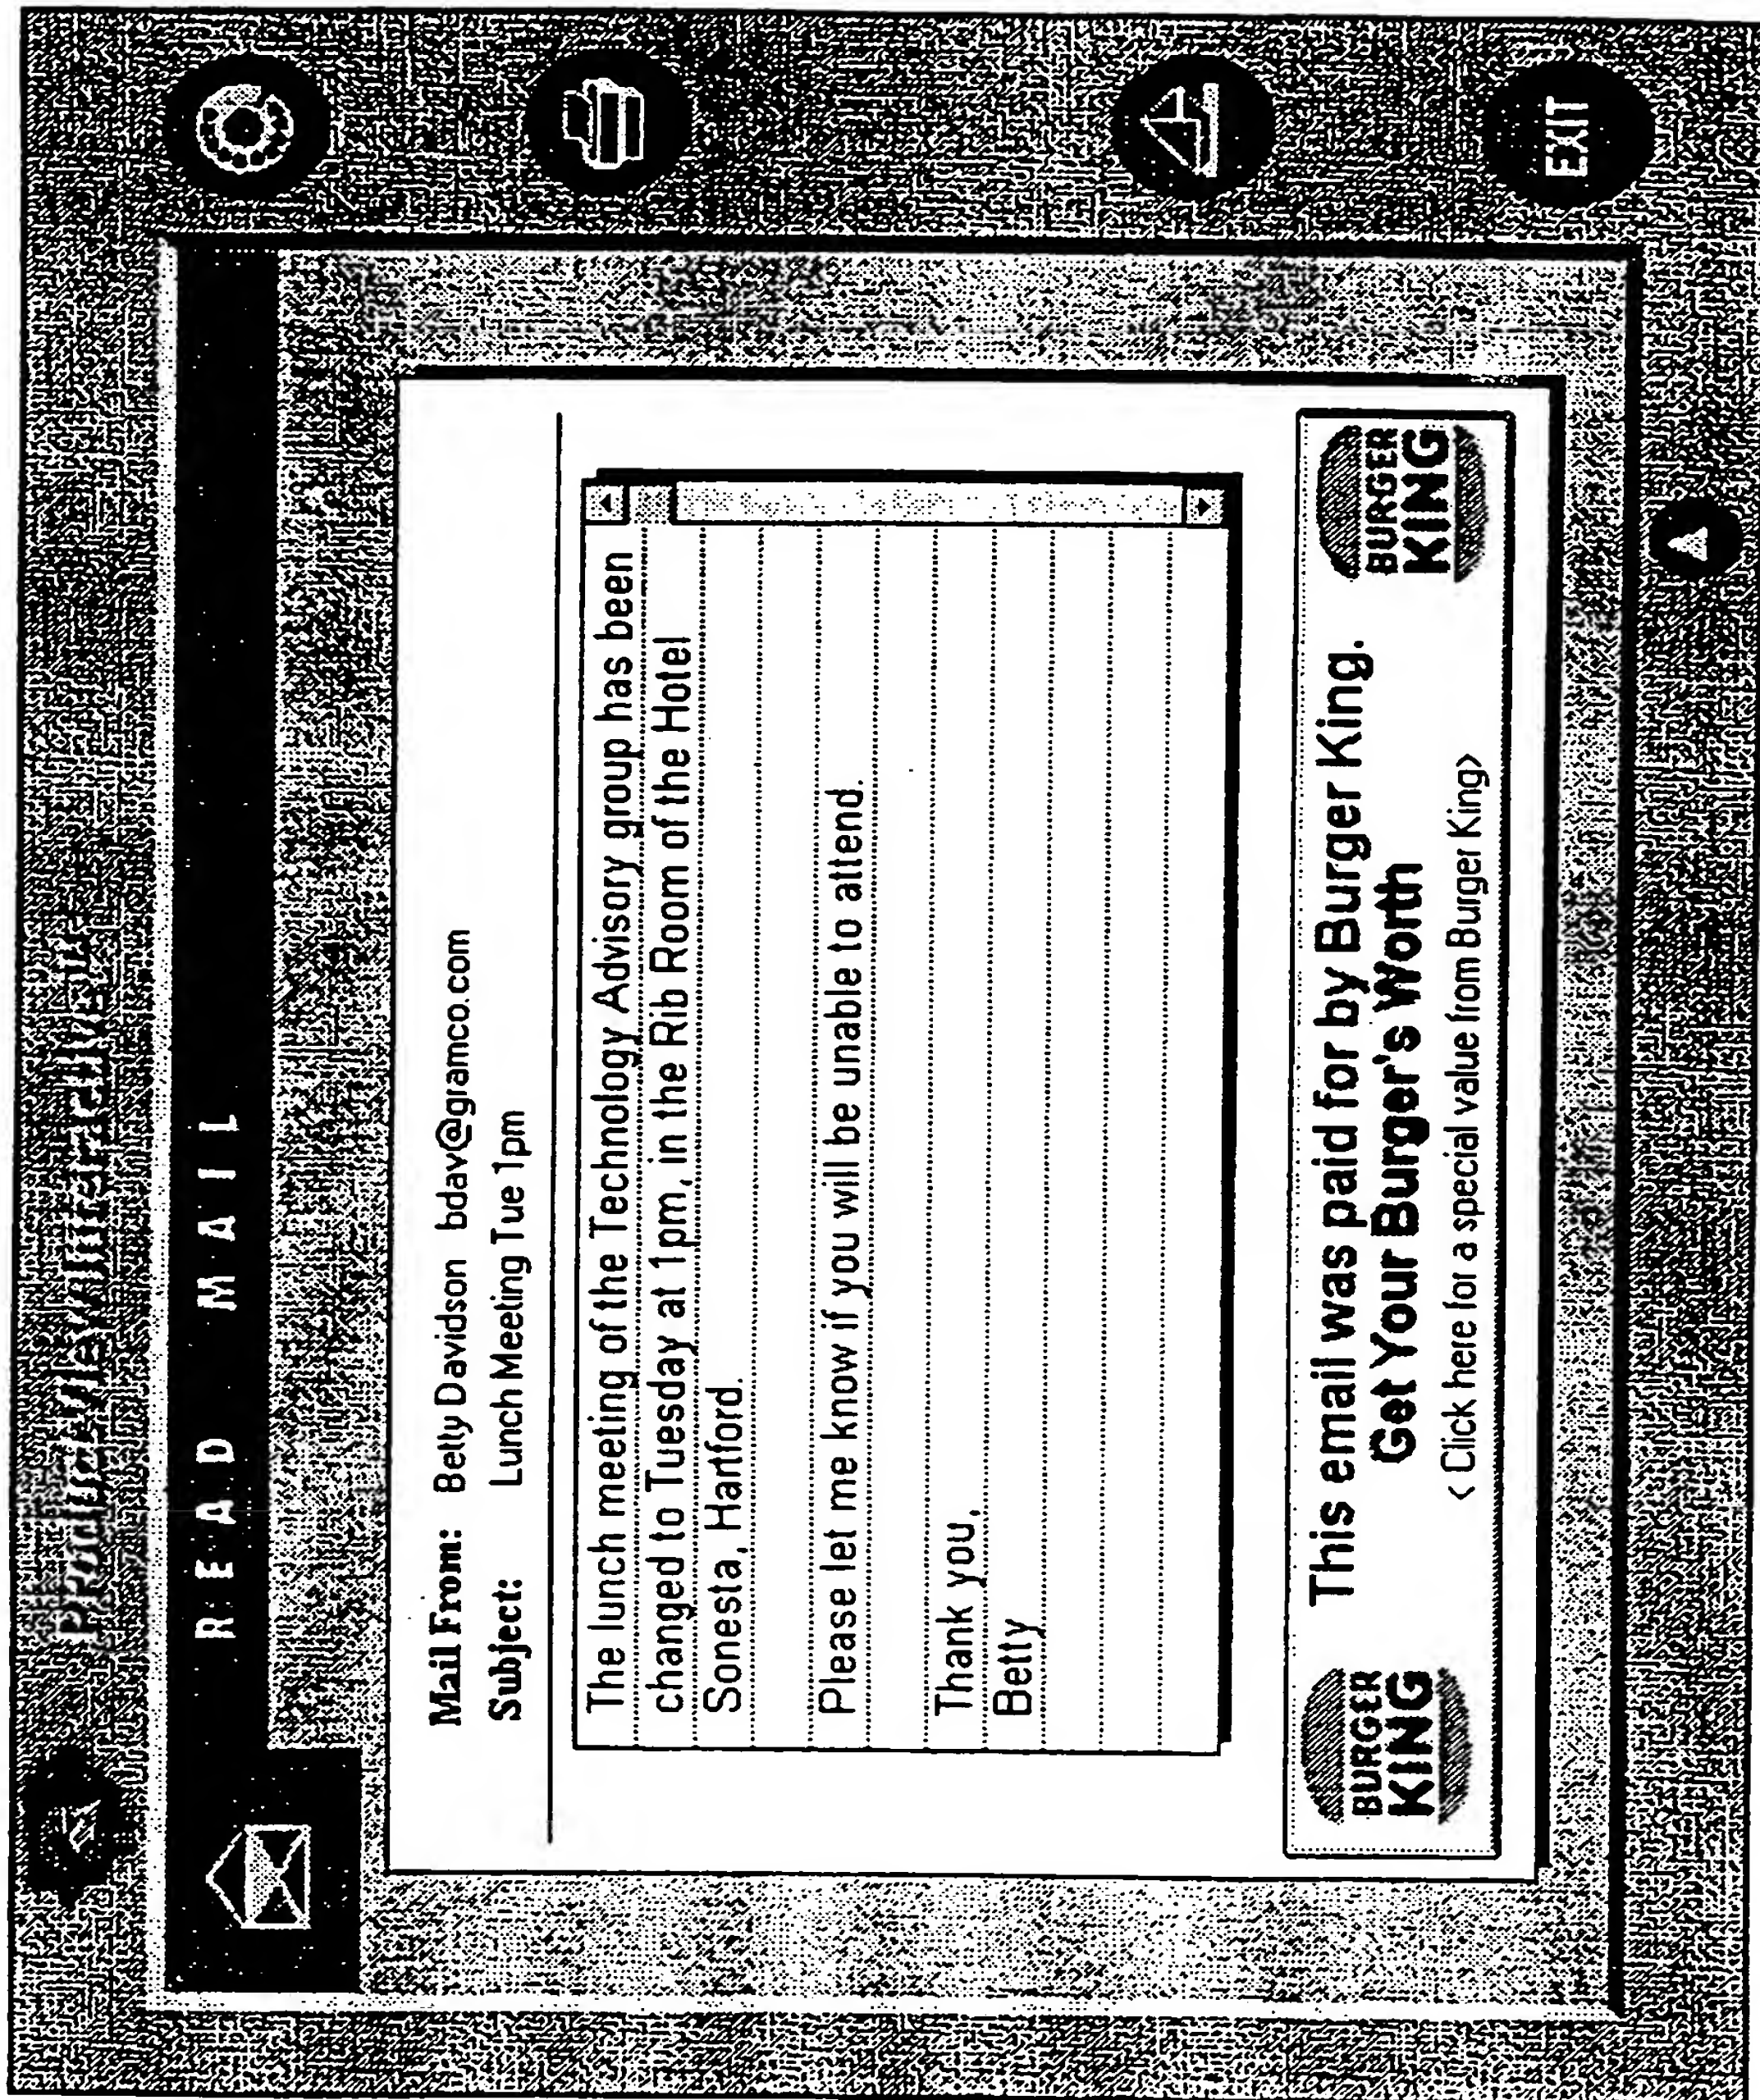 ProductViewInteractive
READ MAIL
Mail From: Betty Davidson bdav@gramco.com
Subject: Lunch Meeting Tue 1pm
The lunch meeting of the Technology Advisory group has been
changed to Tuesday at 1pm, in the Rib Room of the Hotel
Sonesta, Hartford.
Please let me know if you will be unable to attend.
Thank you,
Betty
BURGER
KING
This email was paid for by Burger King.
Get Your Burger's Worth
<Click here for a special value from Burger King>
BURGER
KING
EXIT